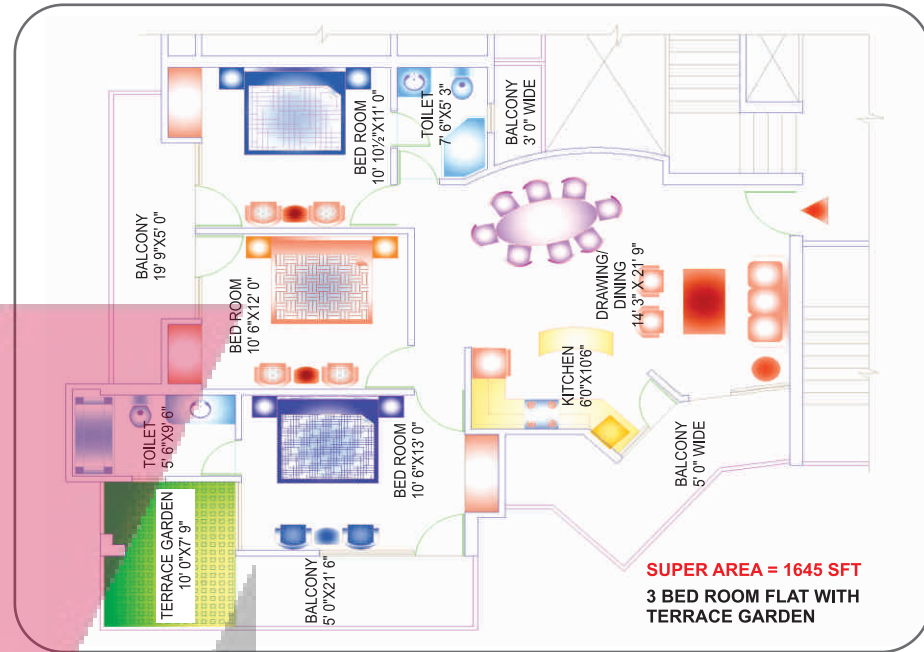 BED ROOM
10' 10½"X11' 0"
TOILET
7' 6"X5' 3"
BALCONY
3' 0" WIDE
BALCONY
19' 9"X5' 0"
BED ROOM
10' 6"X12' 0"
DRAWING/
DINING
14' 3" X 21' 9"
KITCHEN
6'0"X10'6"
TOILET
5' 6"X9' 6"
BED ROOM
10' 6"X13' 0"
BALCONY
5' 0" WIDE
TERRACE GARDEN
10' 0"X7' 9"
BALCONY
5' 0"X21' 6"
SUPER AREA = 1645 SFT
3 BED ROOM FLAT WITH
TERRACE GARDEN